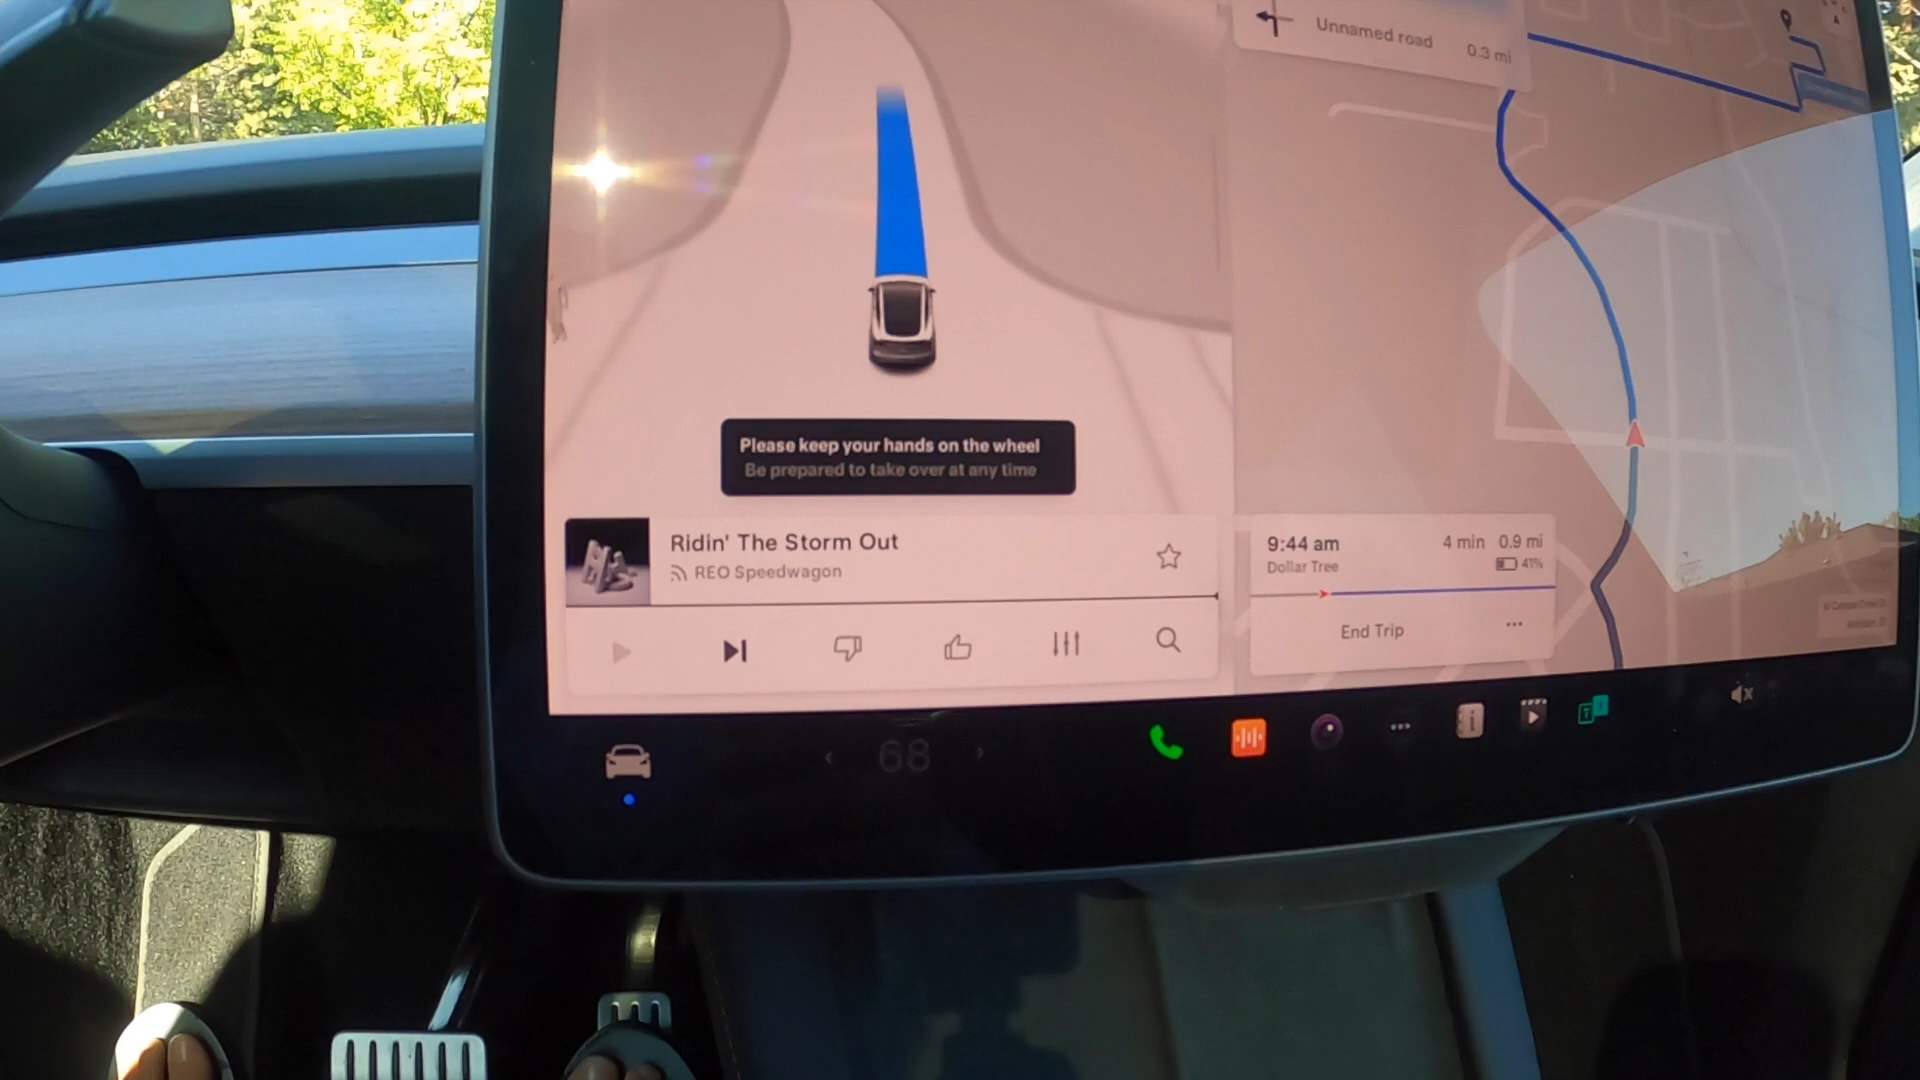 Unnamed road
0.3 mi
Please keep your hands on the wheel
Be prepared to take over at any time
Ridin' The Storm Out
REO Speedwagon
9:44 am
4 min 0.9 mi
Dollar Tree
41%
End Trip
68